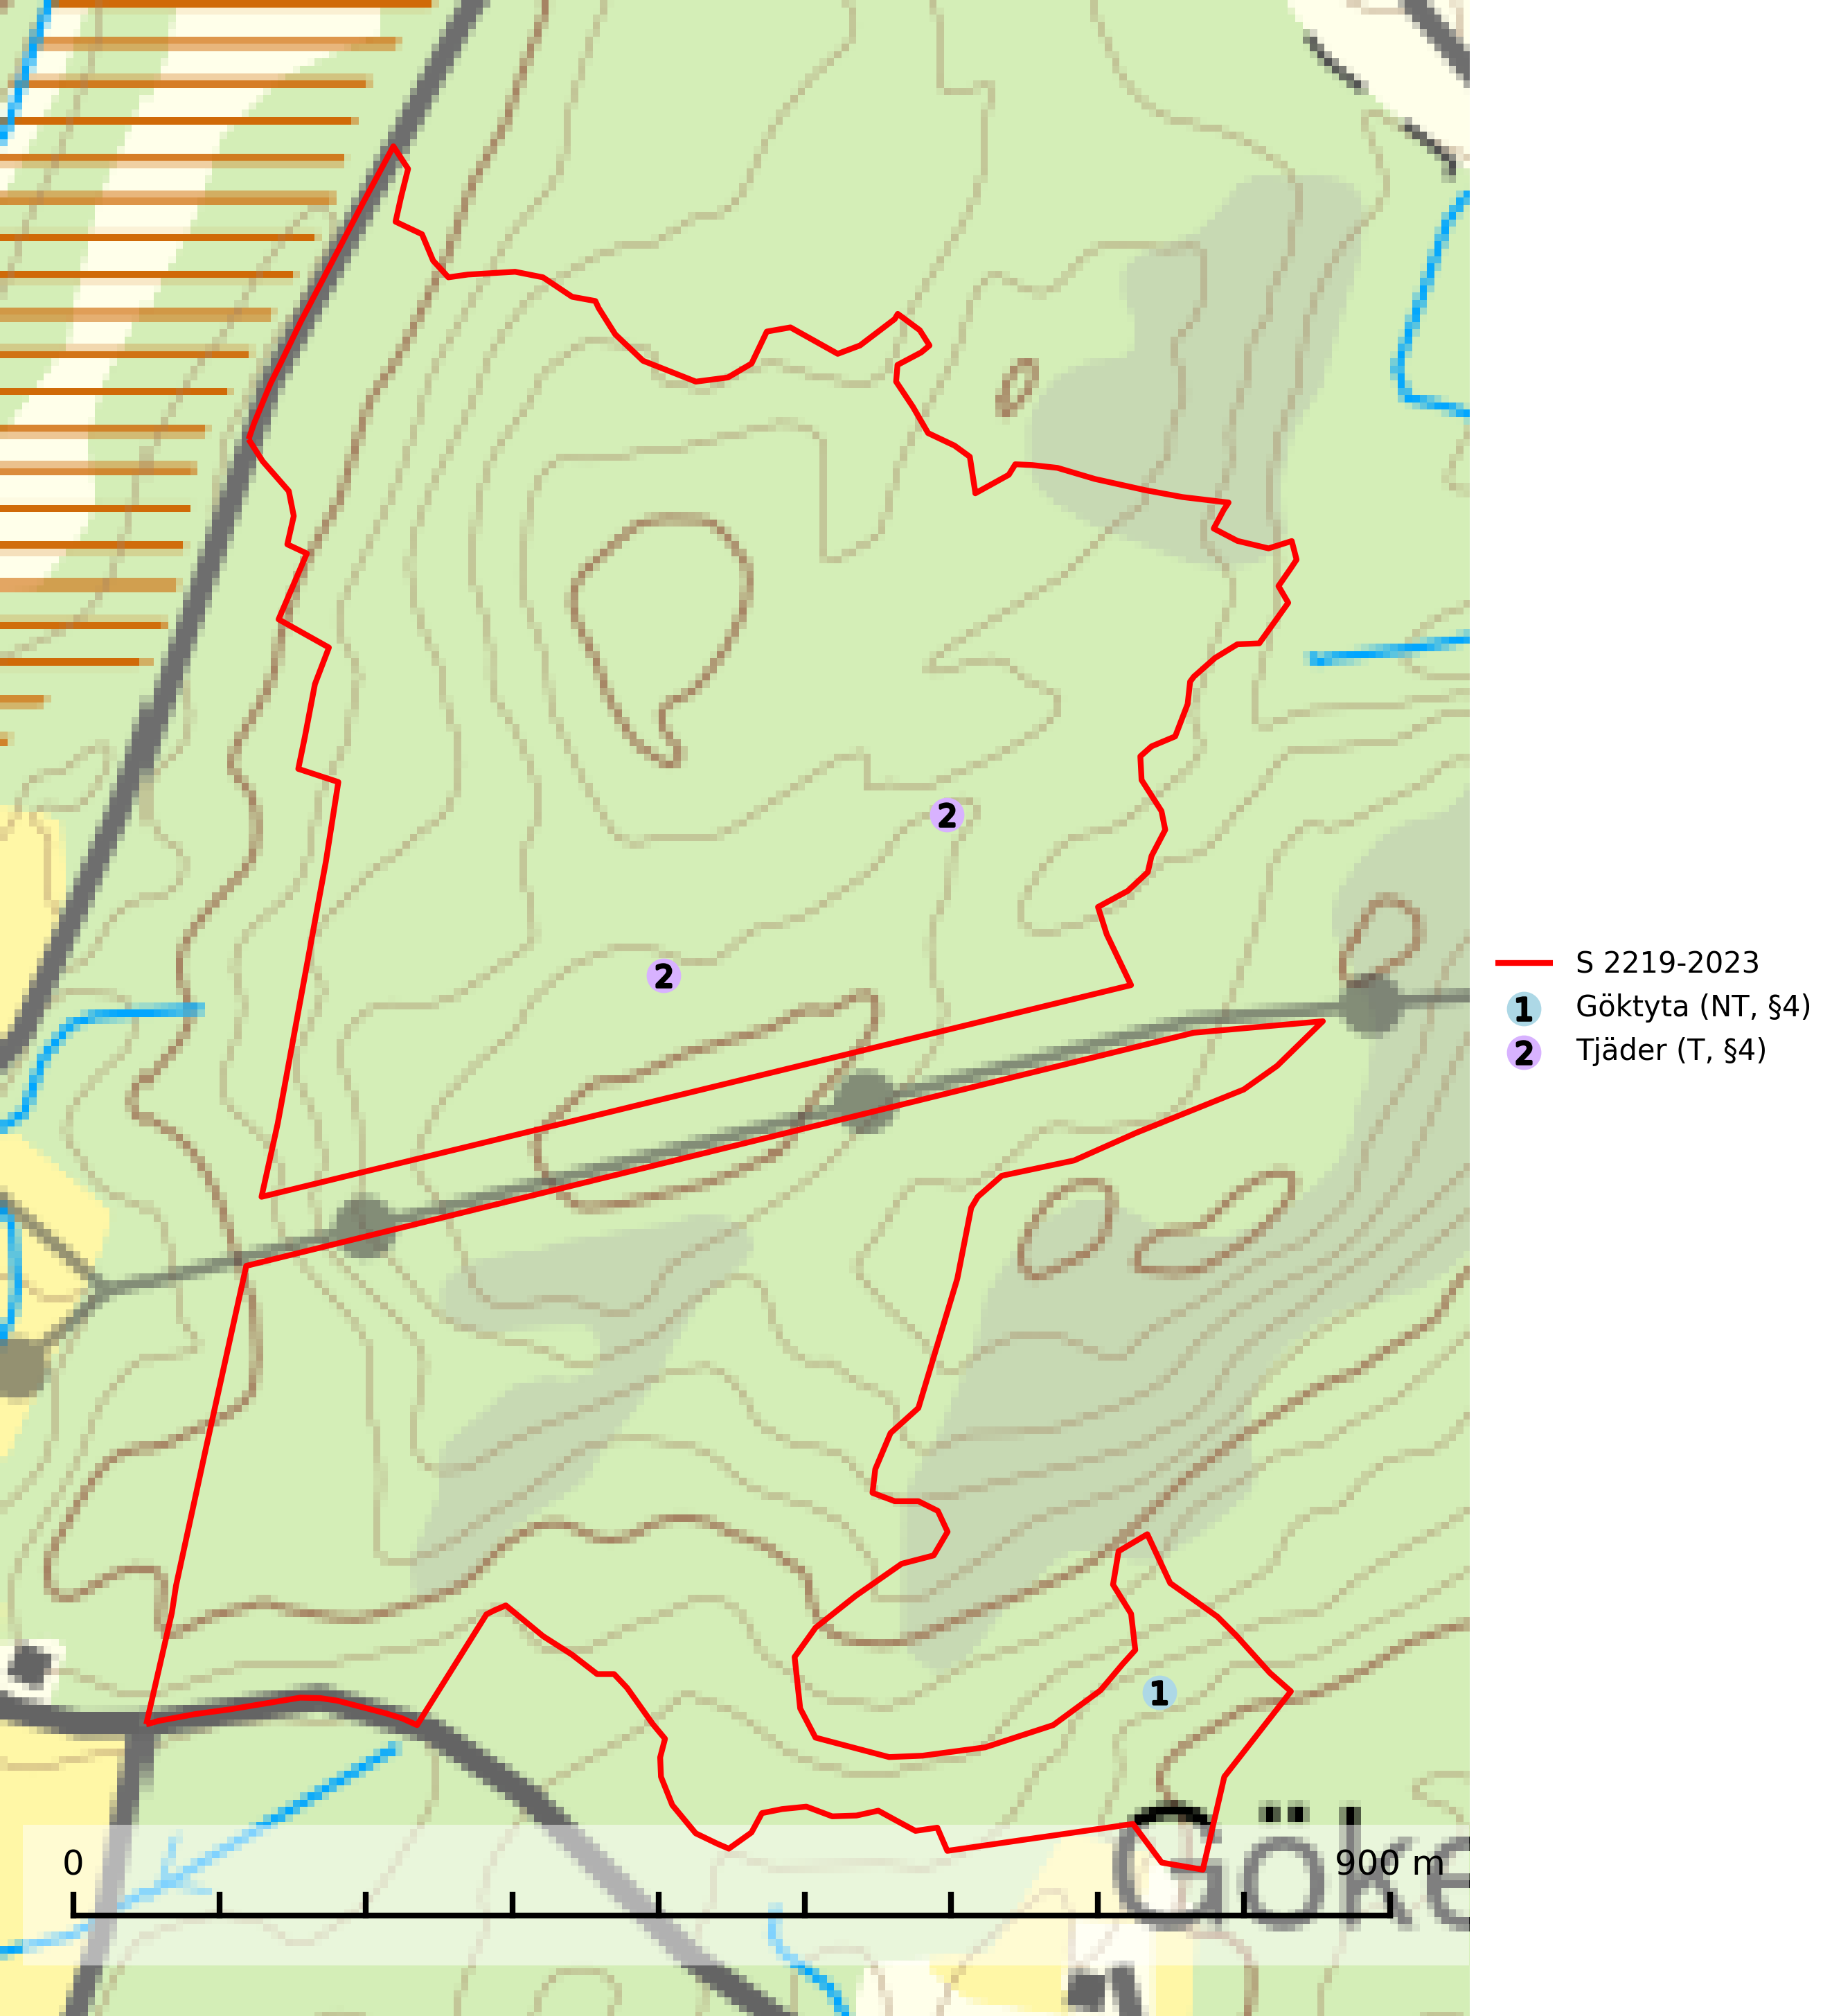 2
2
S 2219-2023
1 Göktyta (NT, §4)
2 Tjäder (T, §4)
1
Göke
0 900 m